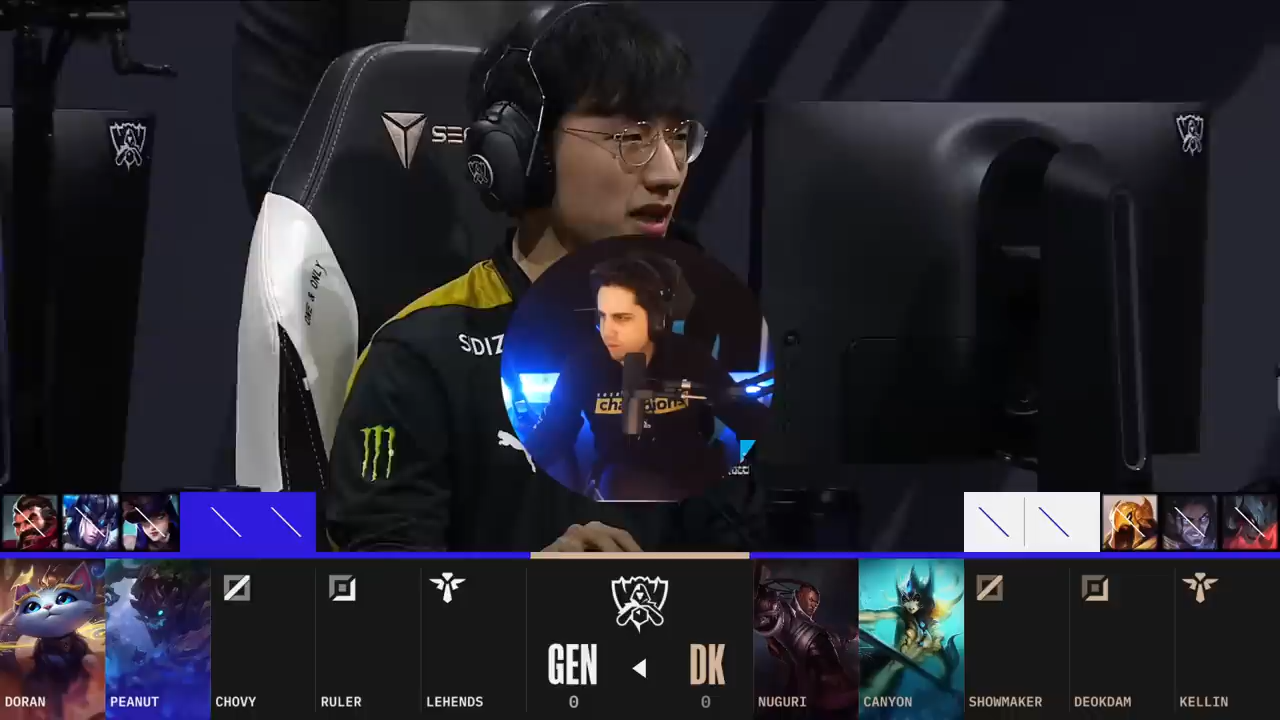 SEC
ONE & ONLY
SDIZ
champions
GEN
DK
0
0
DORAN
PEANUT
CHOVY
RULER
LEHENDS
NUGURI
CANYON
SHOWMAKER
DEOKDAM
KELLIN